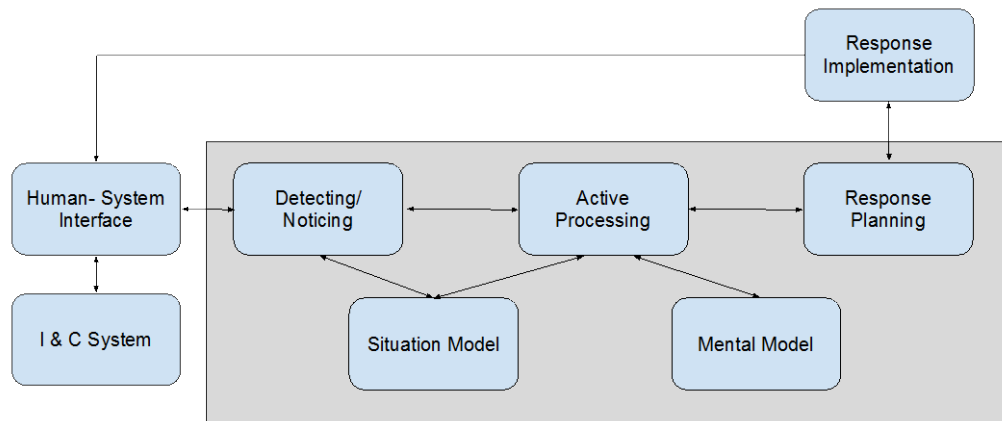 Response
Implementation
Human- System
Interface
Detecting/
Noticing
Active
Processing
Response
Planning
I & C System
Situation Model
Mental Model